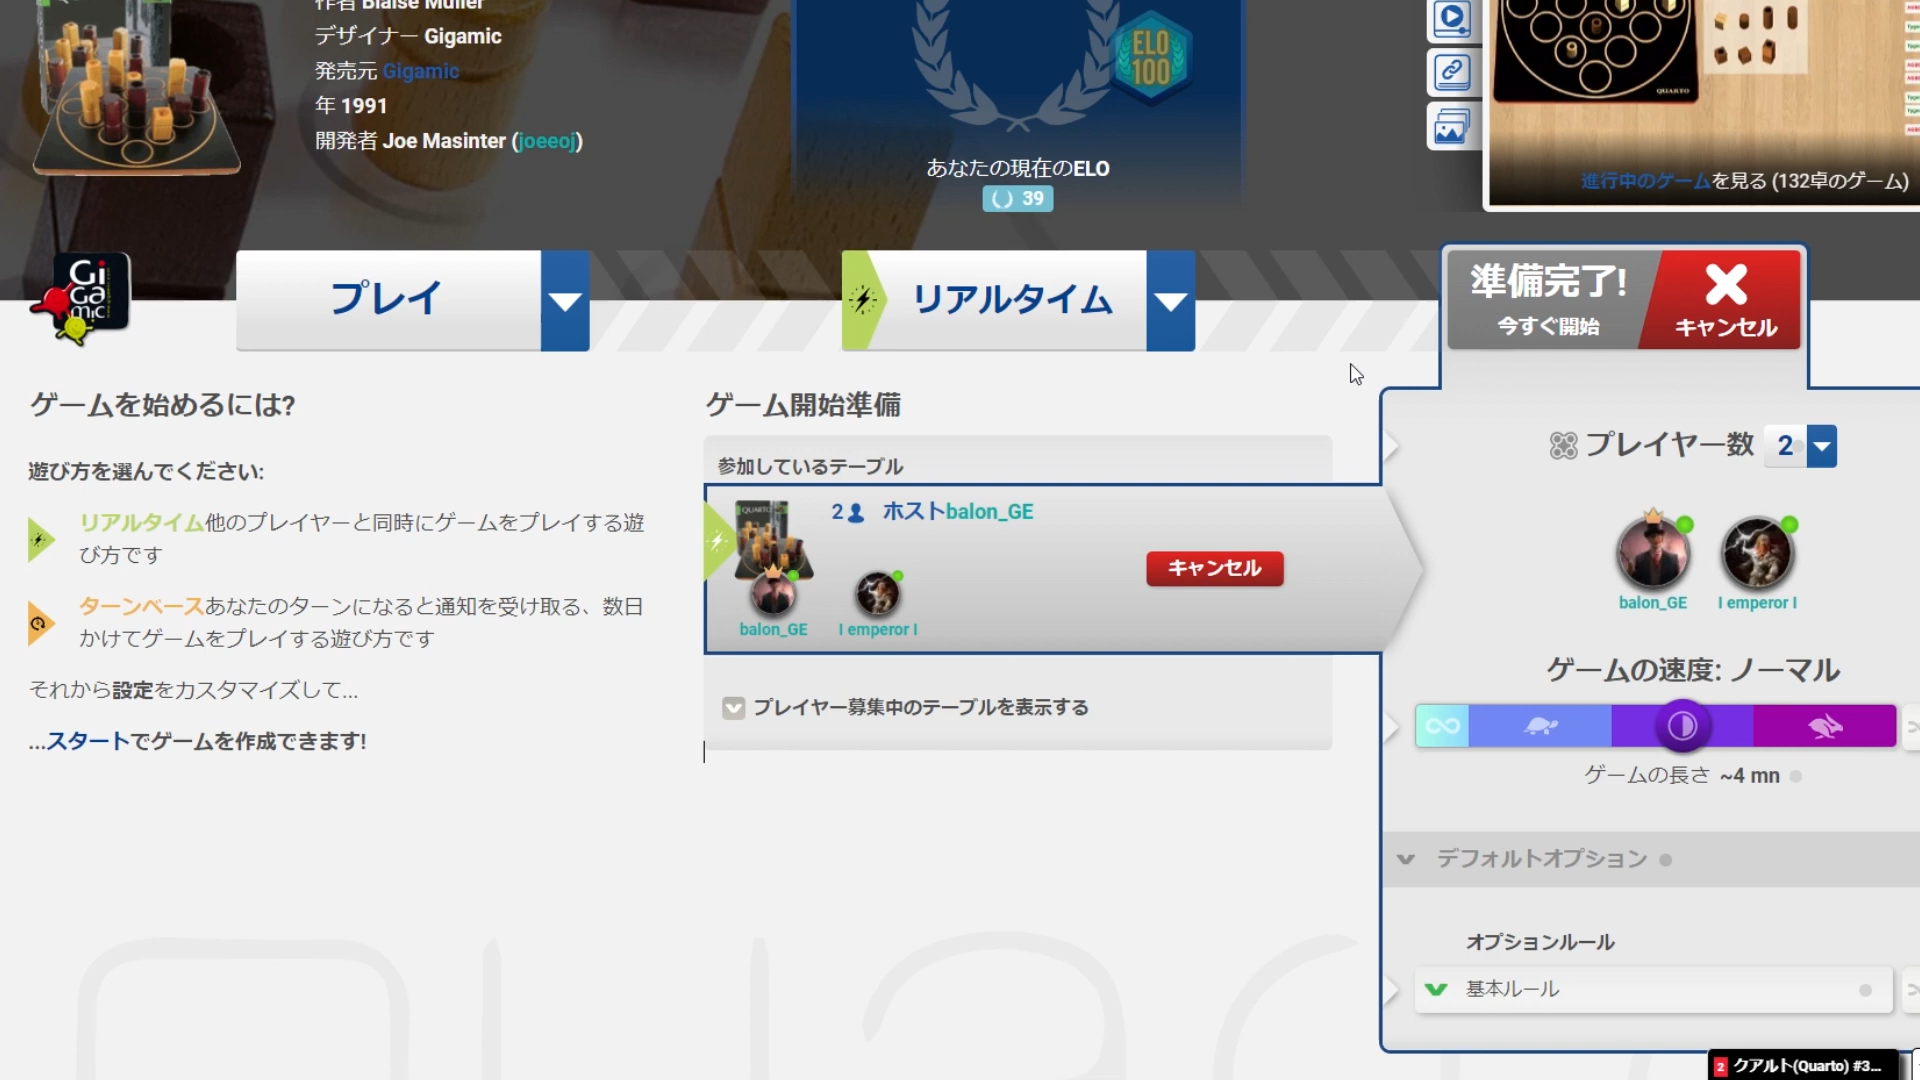 作者 Blaise Müller
デザイナー Gigamic
発売元 Gigamic
年 1991
開発者 Joe Masinter (joeeoj)
ELO
100
あなたの現在のELO
39
QUARTO
進行中のゲームを見る (132卓のゲーム)
Gigamic
プレイ
リアルタイム
準備完了!
今すぐ開始
キャンセル
ゲームを始めるには?
遊び方を選んでください:
リアルタイム他のプレイヤーと同時にゲームをプレイする遊
び方です
ターンベースあなたのターンになると通知を受け取る、数日
かけてゲームをプレイする遊び方です
それから設定をカスタマイズして...
...スタートでゲームを作成できます!
ゲーム開始準備
参加しているテーブル
QUARTO
2 ホストbalon_GE
キャンセル
balon_GE
I emperor I
プレイヤー募集中のテーブルを表示する
プレイヤー数 2
balon_GE
I emperor I
ゲームの速度: ノーマル
ゲームの長さ ~4 mn
デフォルトオプション
オプションルール
基本ルール
2 クアルト(Quarto) #3...